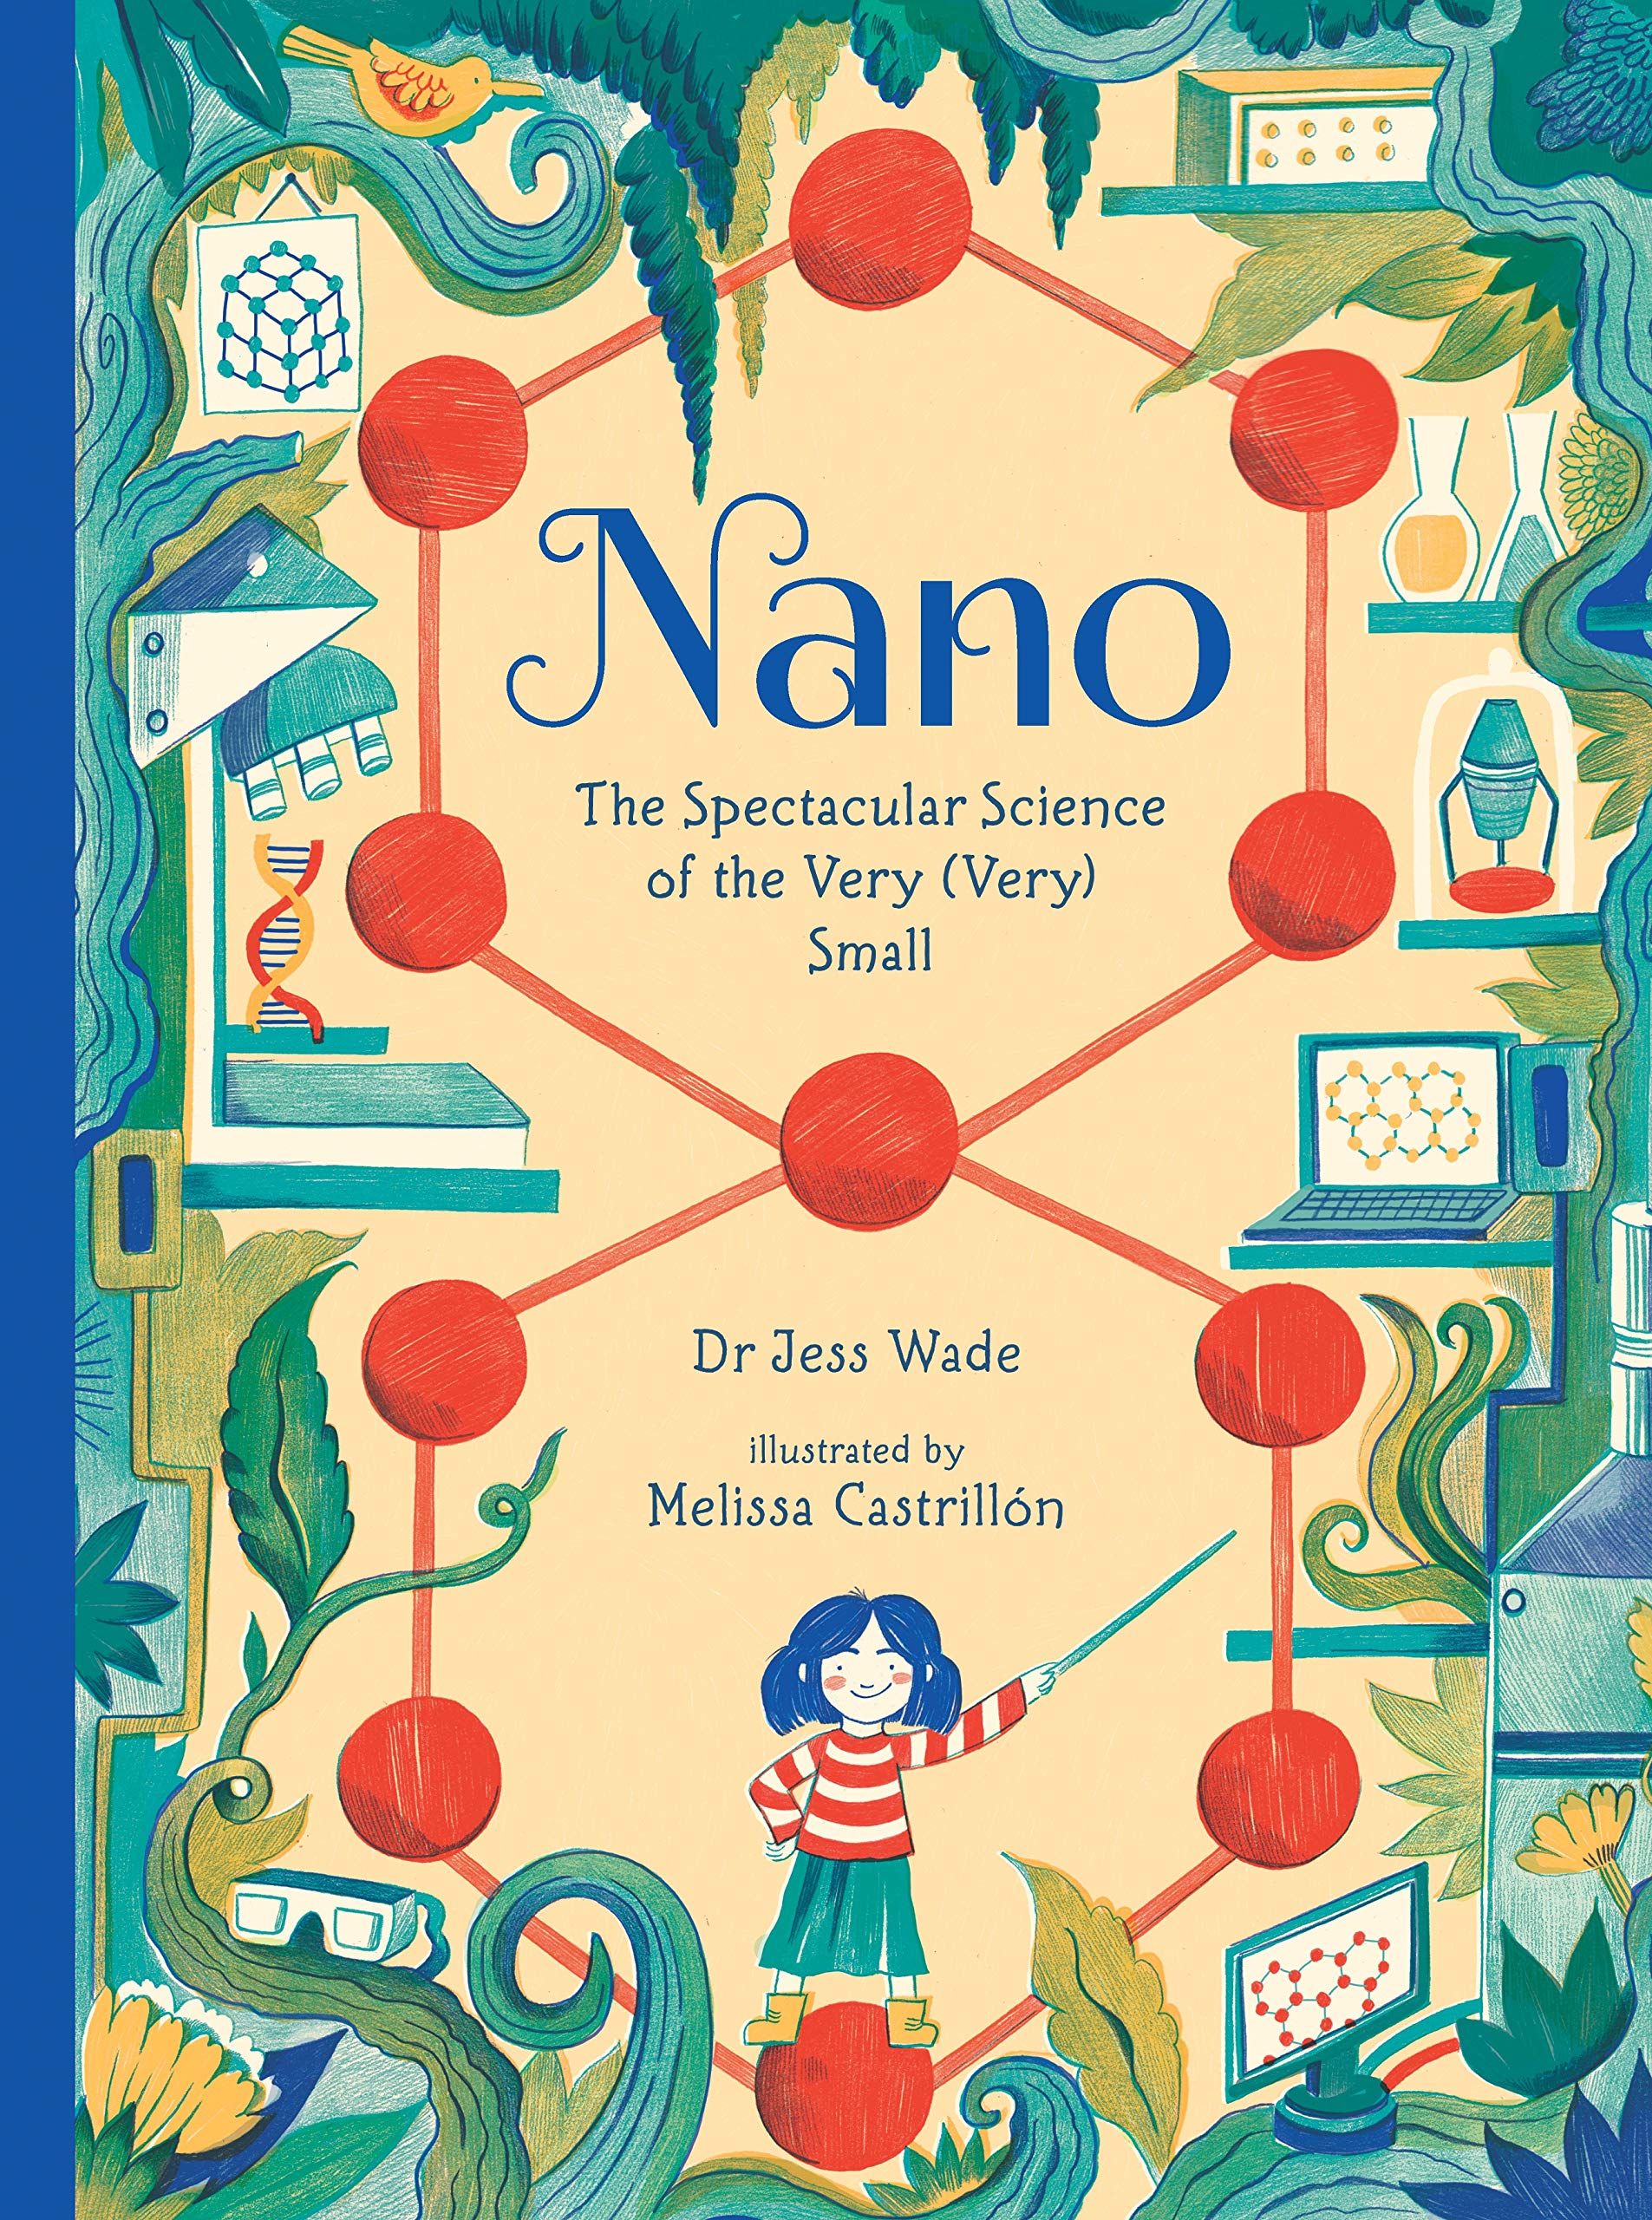 Nano
The Spectacular Science
of the Very (Very)
Small
Dr Jess Wade
illustrated by
Melissa Castrillón